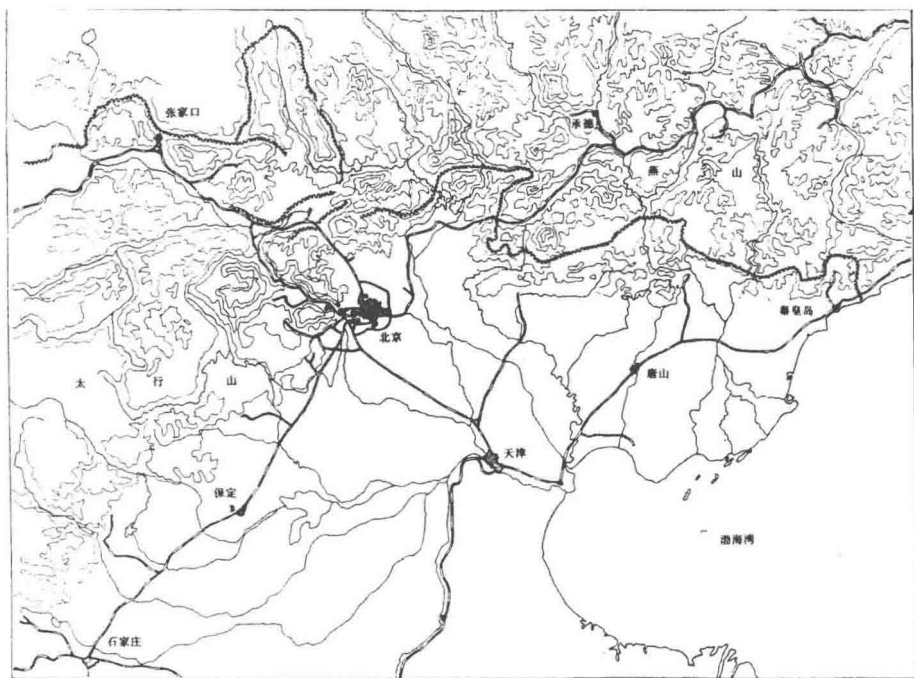 张家口
承德
燕 山
秦皇岛
北京
唐山
太 行 山
天津
保定
渤海湾
石家庄